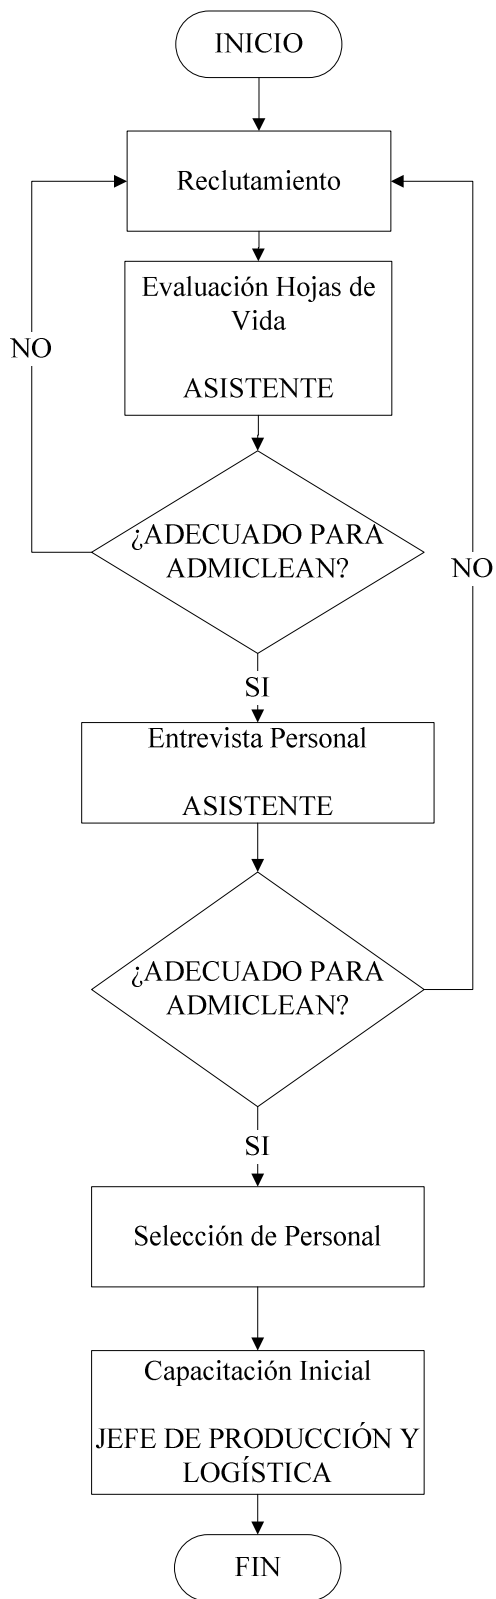 INICIO
Reclutamiento
Evaluación Hojas de
Vida
ASISTENTE
NO
¿ADECUADO PARA
ADMICLEAN?
NO
SI
Entrevista Personal
ASISTENTE
¿ADECUADO PARA
ADMICLEAN?
SI
Selección de Personal
Capacitación Inicial
JEFE DE PRODUCCIÓN Y
LOGÍSTICA
FIN